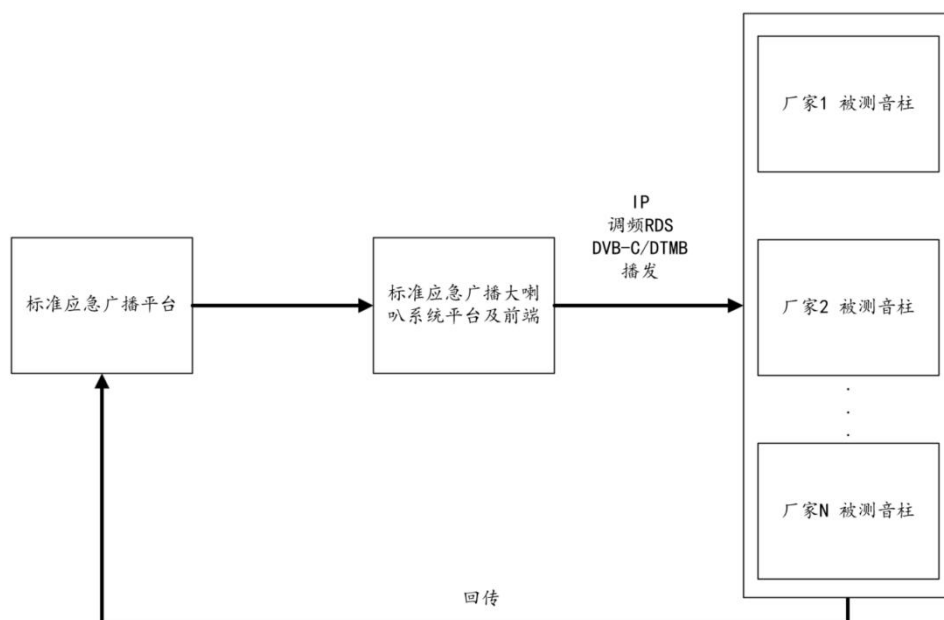 厂家1 被测音柱
IP
调频RDS
DVB-C/DTMB
播发
标准应急广播平台
标准应急广播大喇
叭系统平台及前端
厂家2 被测音柱
厂家N 被测音柱
回传